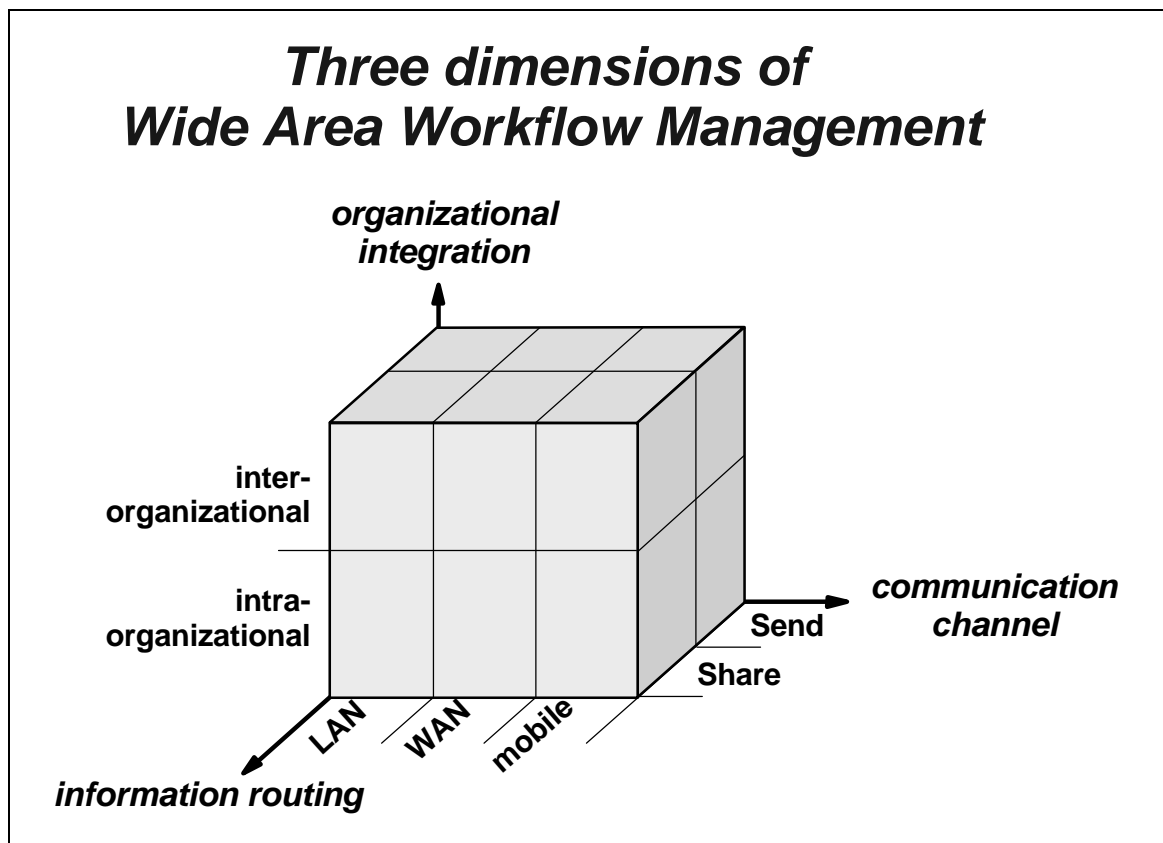 Three dimensions of
Wide Area Workflow Management
organizational
integration
inter-
organizational
intra-
organizational
communication
channel
Send
Share
LAN
WAN
mobile
information routing